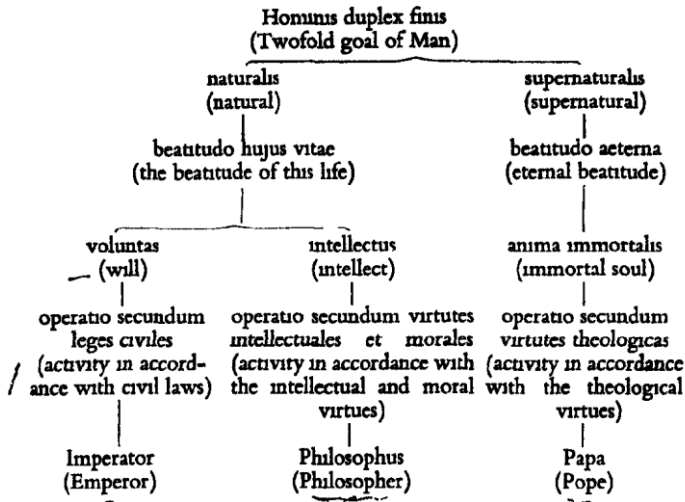 Hominis duplex finis
(Twofold goal of Man)
naturalis
(natural)
supernaturalis
(supernatural)
beatitudo hujus vitae
(the beatitude of this life)
beatitudo aeterna
(eternal beatitude)
voluntas
(will)
intellectus
(intellect)
anima immortalis
(immortal soul)
operatio secundum
leges civiles
(activity in accord-
ance with civil laws)
operatio secundum virtutes
intellectuales et morales
(activity in accordance with
the intellectual and moral
virtues)
operatio secundum
virtutes theologicas
(activity in accordance
with the theological
virtues)
Imperator
(Emperor)
Philosophus
(Philosopher)
Papa
(Pope)